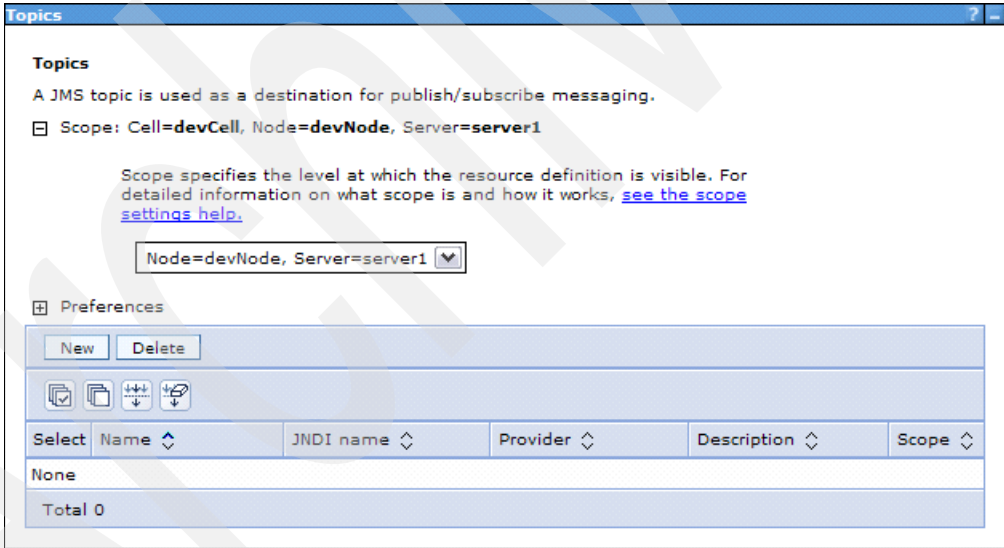 Topics ? –
Topics
A JMS topic is used as a destination for publish/subscribe messaging.
Scope: Cell=devCell, Node=devNode, Server=server1
Scope specifies the level at which the resource definition is visible. For
detailed information on what scope is and how it works, see the scope
settings help.
Node=devNode, Server=server1
Preferences
New Delete
Select Name JNDI name Provider Description Scope
None
Total 0